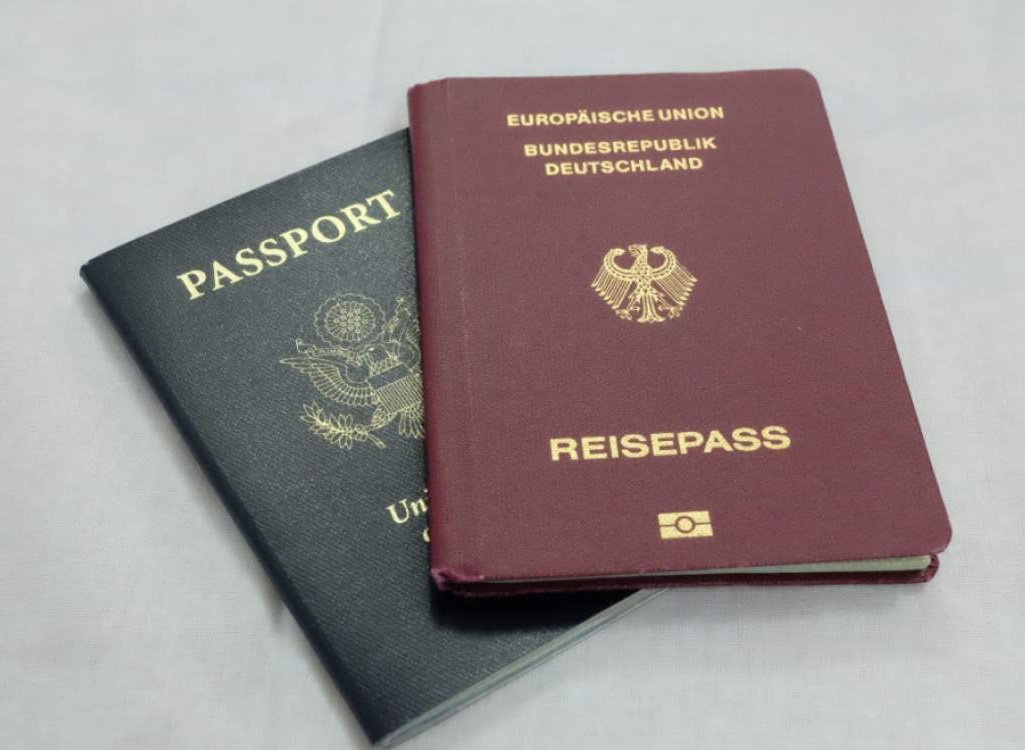 PASSPORT
EUROPÄISCHE UNION
BUNDESREPUBLIK
DEUTSCHLAND
REISEPASS